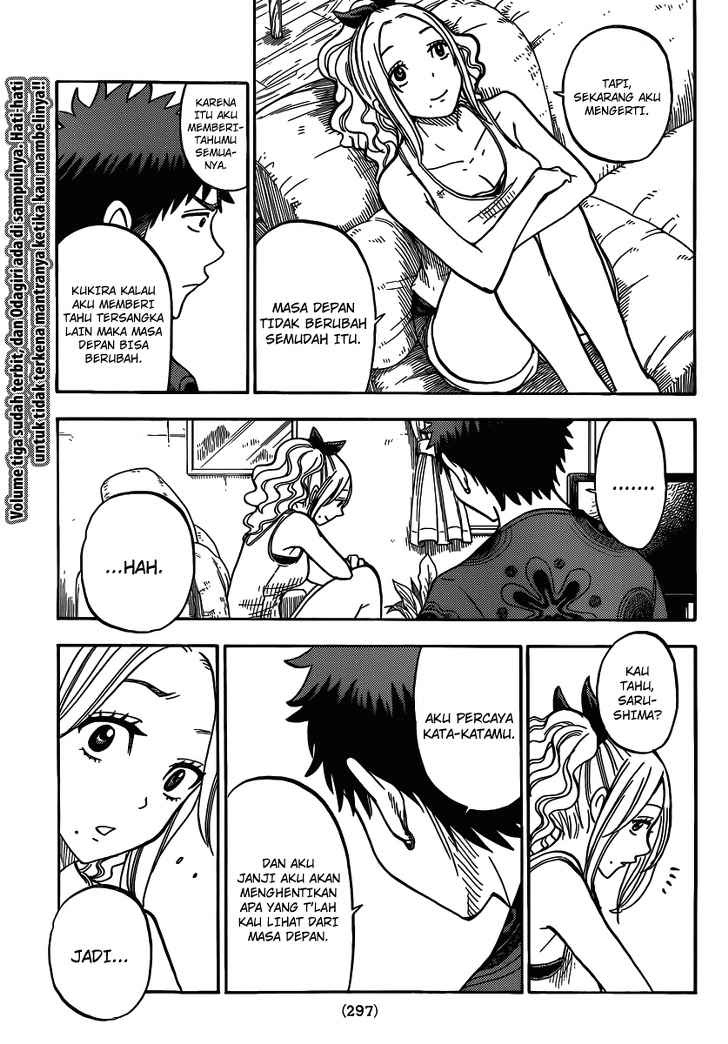 TAPI,
SEKARANG AKU
MENGERTI.
MASA DEPAN
TIDAK BERUBAH
SEMUDAH ITU.
KARENA
ITU AKU
MEMBERI-
TAHUMU
SEMUA-
NYA.
KUKIRA KALAU
AKU MEMBERI
TAHU TERSANGKA
LAIN MAKA MASA
DEPAN BISA
BERUBAH.
Volume tiga sudah terbit, dan Odagiri ada di sampulnya. Hati-hati
untuk tidak terkena mantranya ketika kau mambelinya!!
.......
...HAH.
KAU
TAHU,
SARU-
SHIMA?
AKU PERCAYA
KATA-KATAMU.
DAN AKU
JANJI AKU AKAN
MENGHENTIKAN
APA YANG T'LAH
KAU LIHAT DARI
MASA DEPAN.
JADI...
(297)